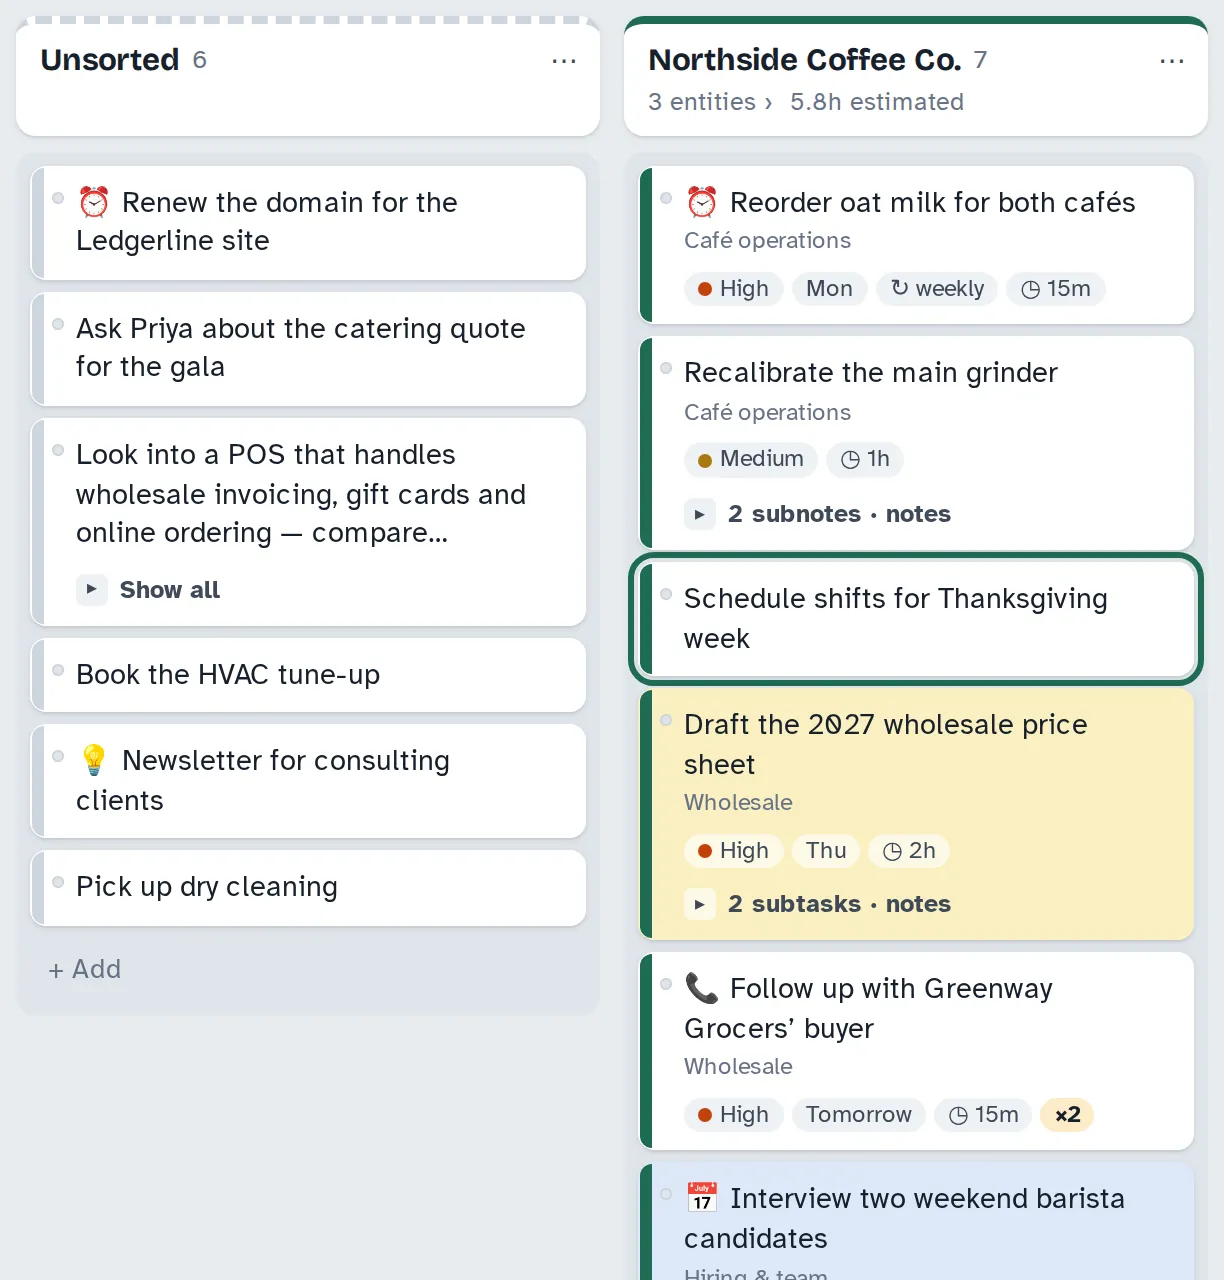 Unsorted 6 ...
⏰ Renew the domain for the
Ledgerline site
Ask Priya about the catering quote
for the gala
Look into a POS that handles
wholesale invoicing, gift cards and
online ordering — compare...
▸ Show all
Book the HVAC tune-up
💡 Newsletter for consulting
clients
Pick up dry cleaning
+ Add
Northside Coffee Co. 7 ...
3 entities › 5.8h estimated
⏰ Reorder oat milk for both cafés
Café operations
High Mon ↻ weekly ◷ 15m
Recalibrate the main grinder
Café operations
Medium ◷ 1h
▸ 2 subnotes · notes
Schedule shifts for Thanksgiving
week
Draft the 2027 wholesale price
sheet
Wholesale
High Thu ◷ 2h
▸ 2 subtasks · notes
📞 Follow up with Greenway
Grocers’ buyer
Wholesale
High Tomorrow ◷ 15m ×2
📅 Interview two weekend barista
candidates
Hiring & team